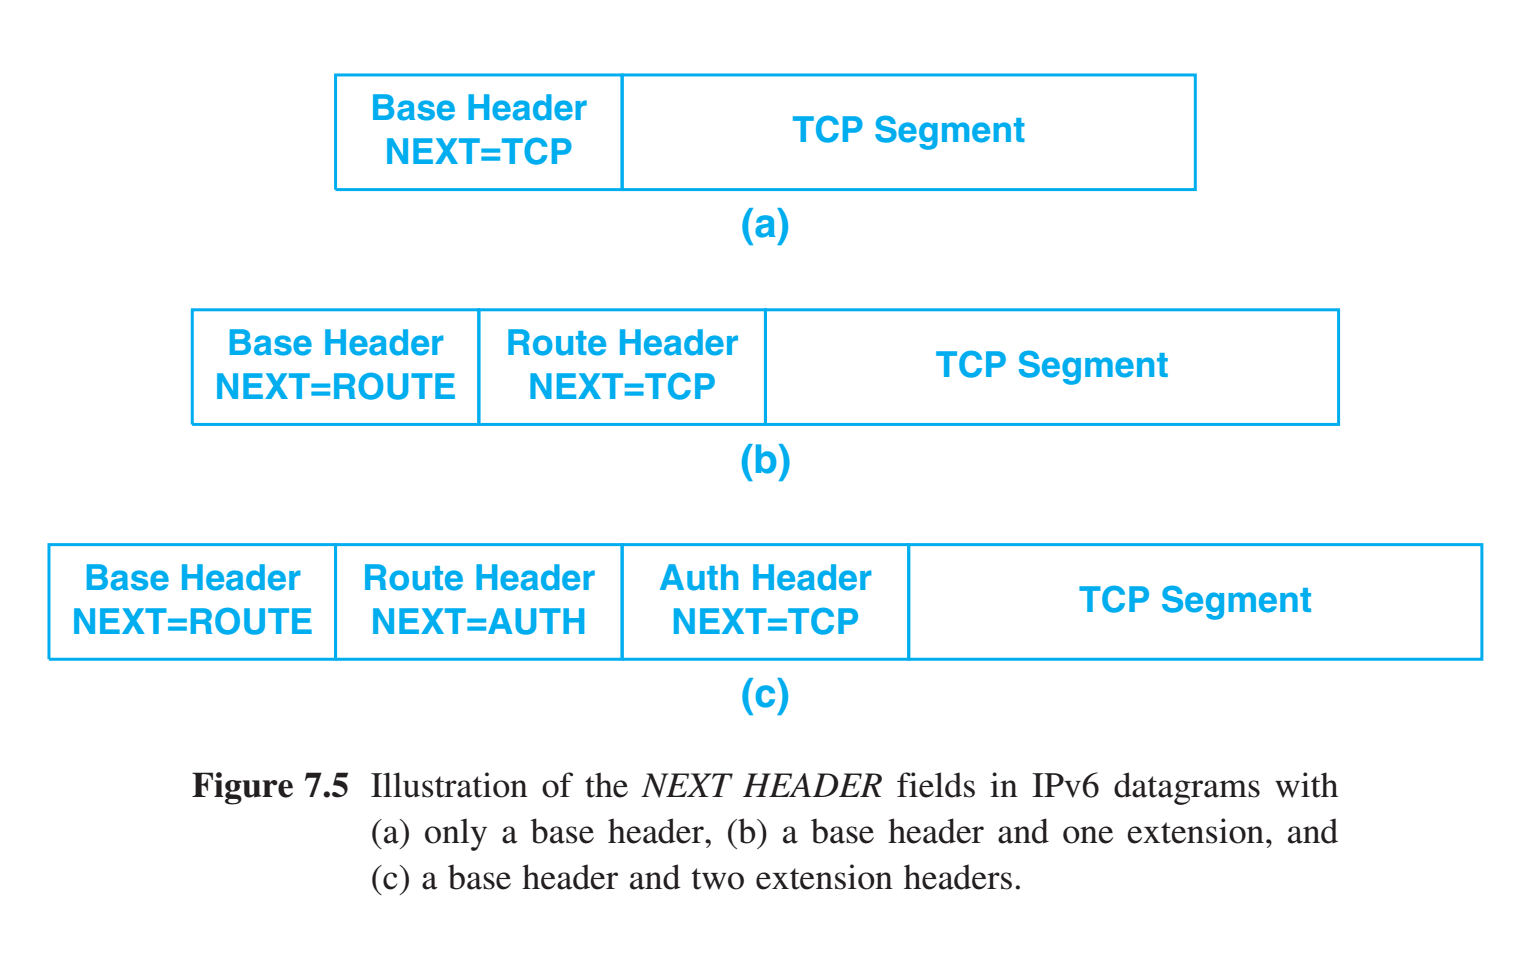 Base Header
NEXT=TCP
TCP Segment
(a)
Base Header
NEXT=ROUTE
Route Header
NEXT=TCP
TCP Segment
(b)
Base Header
NEXT=ROUTE
Route Header
NEXT=AUTH
Auth Header
NEXT=TCP
TCP Segment
(c)
Figure 7.5 Illustration of the NEXT HEADER fields in IPv6 datagrams with
(a) only a base header, (b) a base header and one extension, and
(c) a base header and two extension headers.